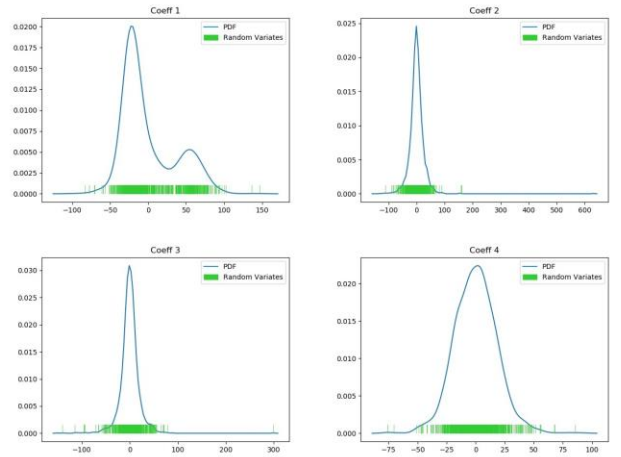 Coeff 1
0.0200
0.0175
0.0150
0.0125
0.0100
0.0075
0.0050
0.0025
0.0000
−100 −50 0 50 100 150
PDF
Random Variates
Coeff 2
0.025
0.020
0.015
0.010
0.005
0.000
−100 0 100 200 300 400 500 600
PDF
Random Variates
Coeff 3
0.030
0.025
0.020
0.015
0.010
0.005
0.000
−100 0 100 200 300
PDF
Random Variates
Coeff 4
0.020
0.015
0.010
0.005
0.000
−75 −50 −25 0 25 50 75 100
PDF
Random Variates